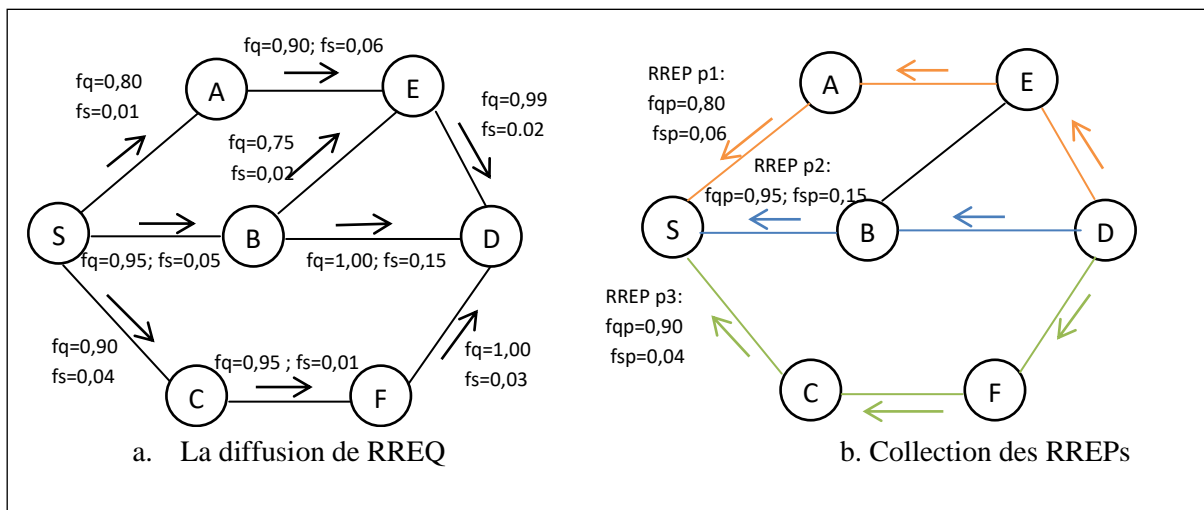 fq=0,90; fs=0,06
fq=0,80
fs=0,01
A
E
fq=0,99
fs=0.02
fq=0,75
fs=0,02
S
B
D
fq=0,95; fs=0,05
fq=1,00; fs=0,15
fq=0,90
fs=0,04
fq=0,95 ; fs=0,01
fq=1,00
fs=0,03
C
F
a. La diffusion de RREQ
RREP p1:
fqp=0,80
fsp=0,06
A
E
RREP p2:
fqp=0,95; fsp=0,15
S
B
D
RREP p3:
fqp=0,90
fsp=0,04
C
F
b. Collection des RREPs